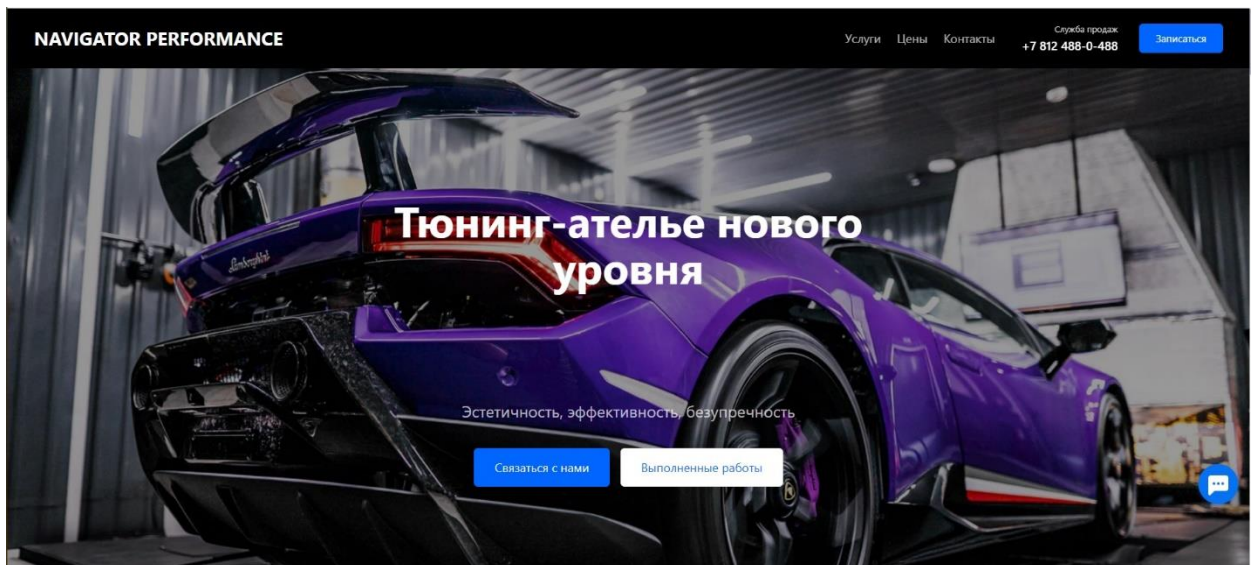 NAVIGATOR PERFORMANCE
Услуги Цены Контакты
Служба продаж
+7 812 488-0-488
Записаться
Lamborghini
Тюнинг-ателье нового
уровня
Эстетичность, эффективность, безупречность
Связаться с нами
Выполненные работы